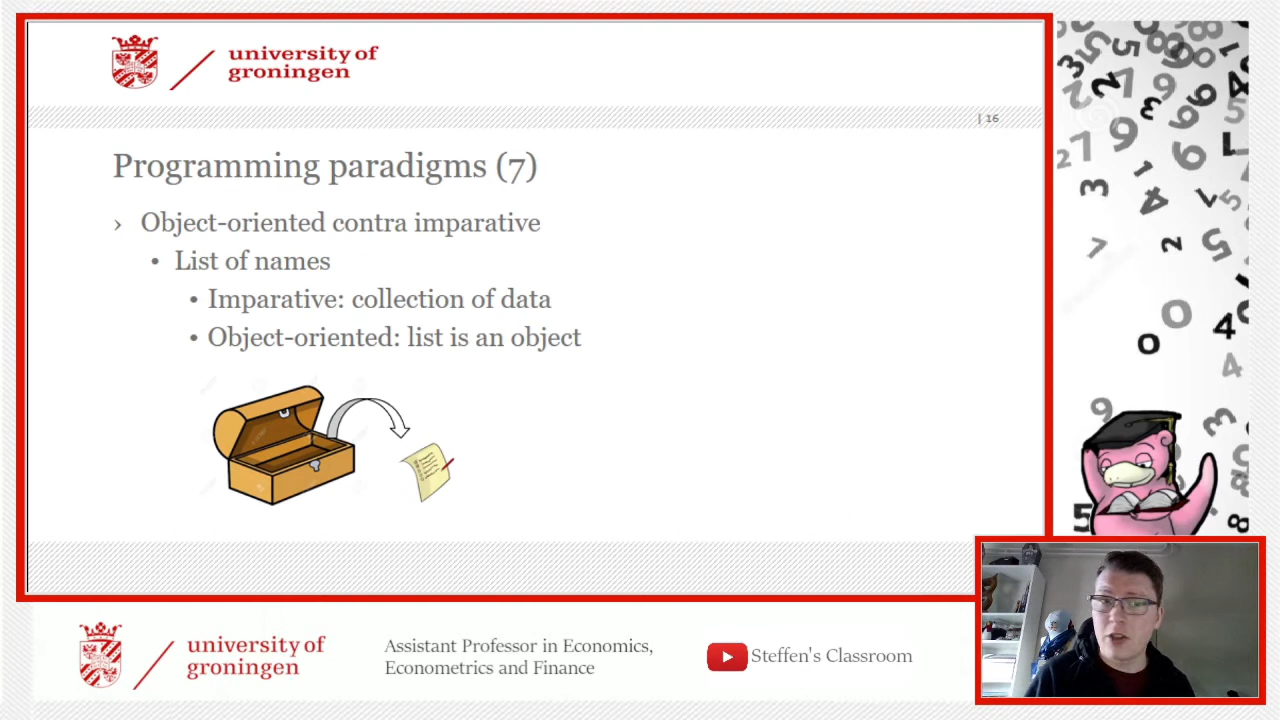 university of
groningen
| 16
Programming paradigms (7)
› Object-oriented contra imparative
• List of names
• Imparative: collection of data
• Object-oriented: list is an object
university of
groningen
Assistant Professor in Economics,
Econometrics and Finance
Steffen's Classroom